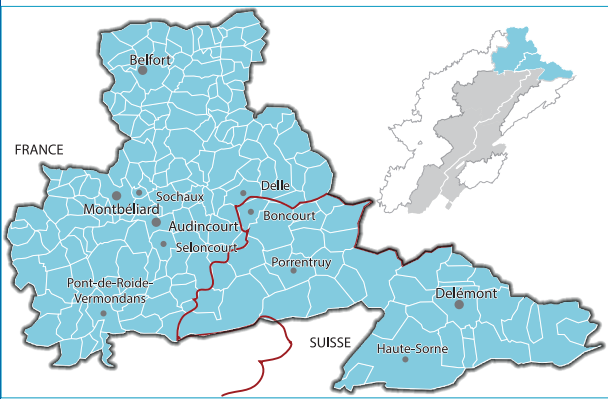 Belfort
FRANCE
Delle
Sochaux
Montbéliard
Boncourt
Audincourt
Seloncourt
Porrentruy
Pont-de-Roide-
Vermondans
Delémont
SUISSE
Haute-Sorne